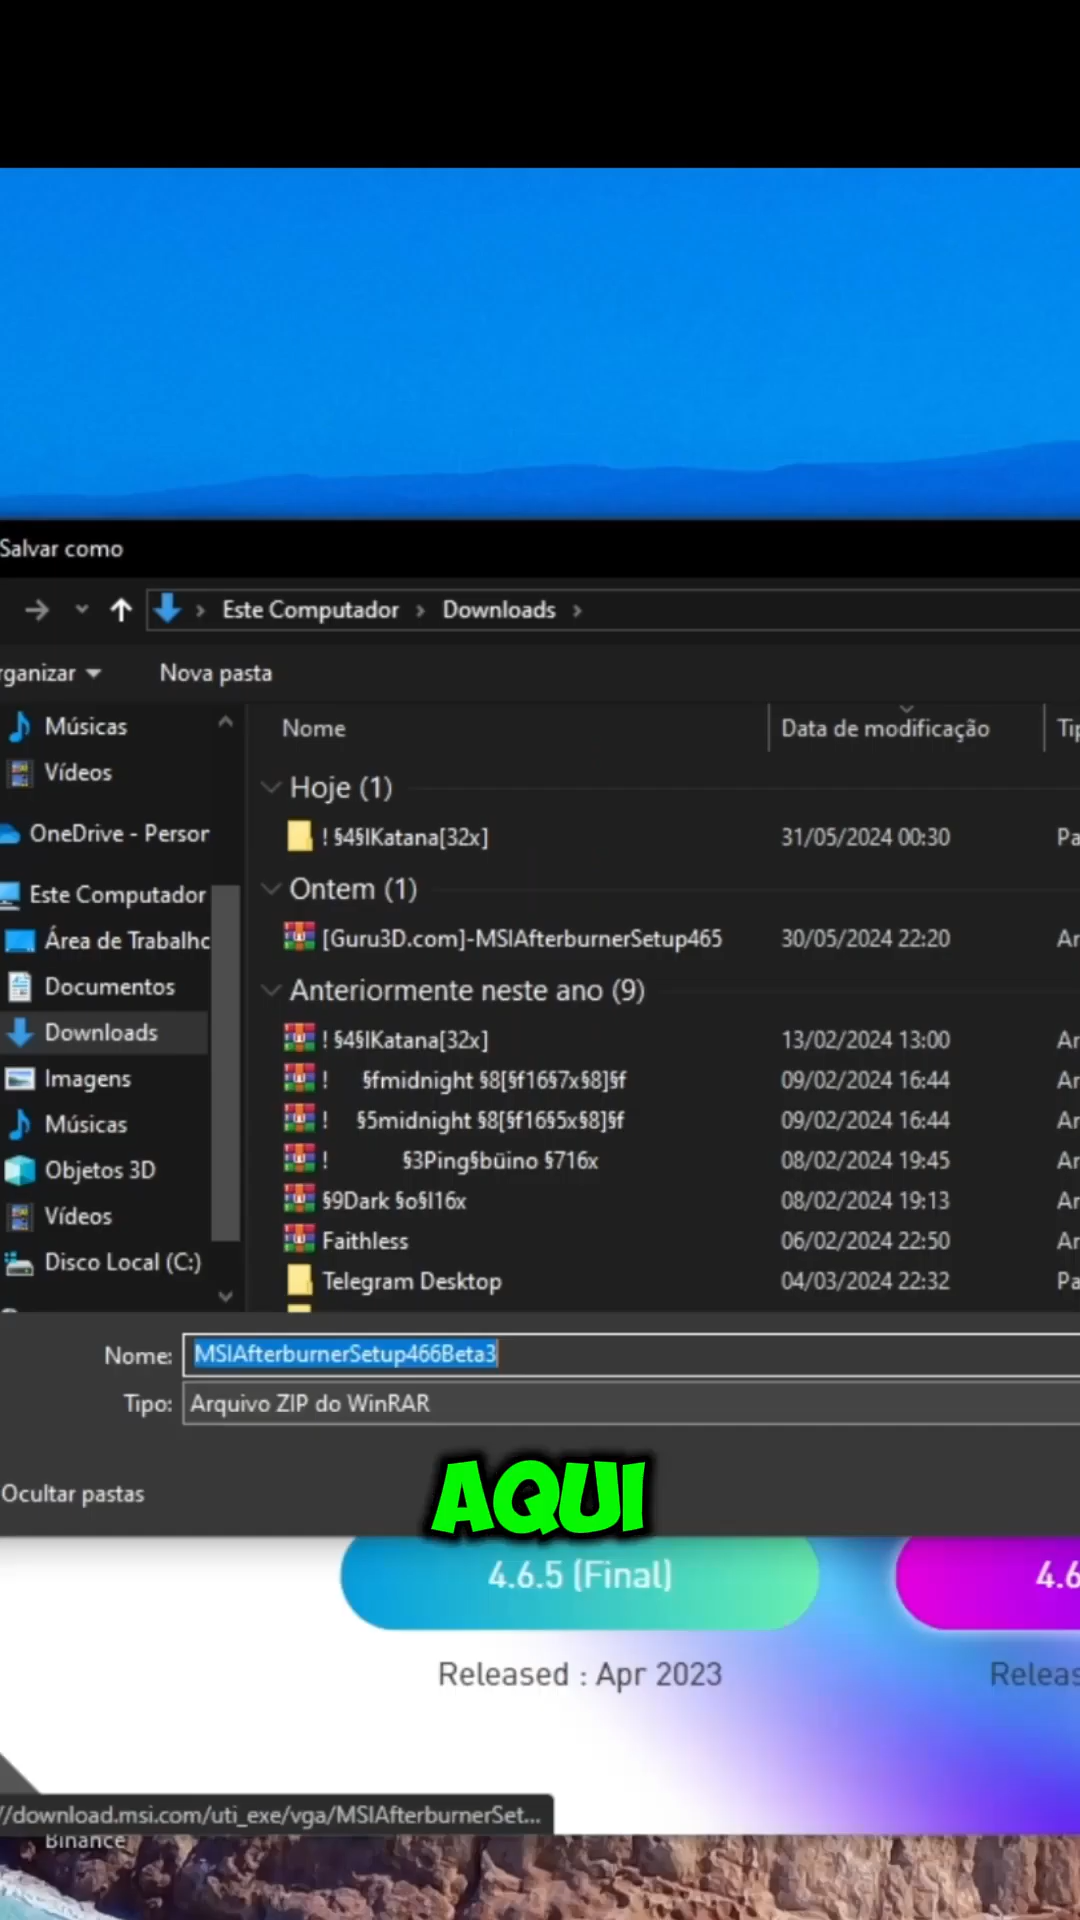 Salvar como
Este Computador
Downloads
rganizar
Nova pasta
Músicas
Vídeos
OneDrive - Person
Este Computador
Área de Trabalho
Documentos
Downloads
Imagens
Músicas
Objetos 3D
Vídeos
Disco Local (C:)
Nome
Data de modificação
Tip
Hoje (1)
! §4§lKatana[32x]
31/05/2024 00:30
Pa
Ontem (1)
[Guru3D.com]-MSIAfterburnerSetup465
30/05/2024 22:20
Ar
Anteriormente neste ano (9)
! §4§lKatana[32x]
13/02/2024 13:00
Ar
! §fmidnight §8[§f16§7x§8]§f
09/02/2024 16:44
Ar
! §5midnight §8[§f16§5x§8]§f
09/02/2024 16:44
Ar
! §3Ping§büino §716x
08/02/2024 19:45
Ar
§9Dark §o§l16x
08/02/2024 19:13
Ar
Faithless
06/02/2024 22:50
Ar
Telegram Desktop
04/03/2024 22:32
Pa
Nome: MSIAfterburnerSetup466Beta3
Tipo: Arquivo ZIP do WinRAR
Ocultar pastas
AQUI
4.6.5 (Final)
4.6
Released : Apr 2023
Releas
//download.msi.com/uti_exe/vga/MSIAfterburnerSet...
Binance